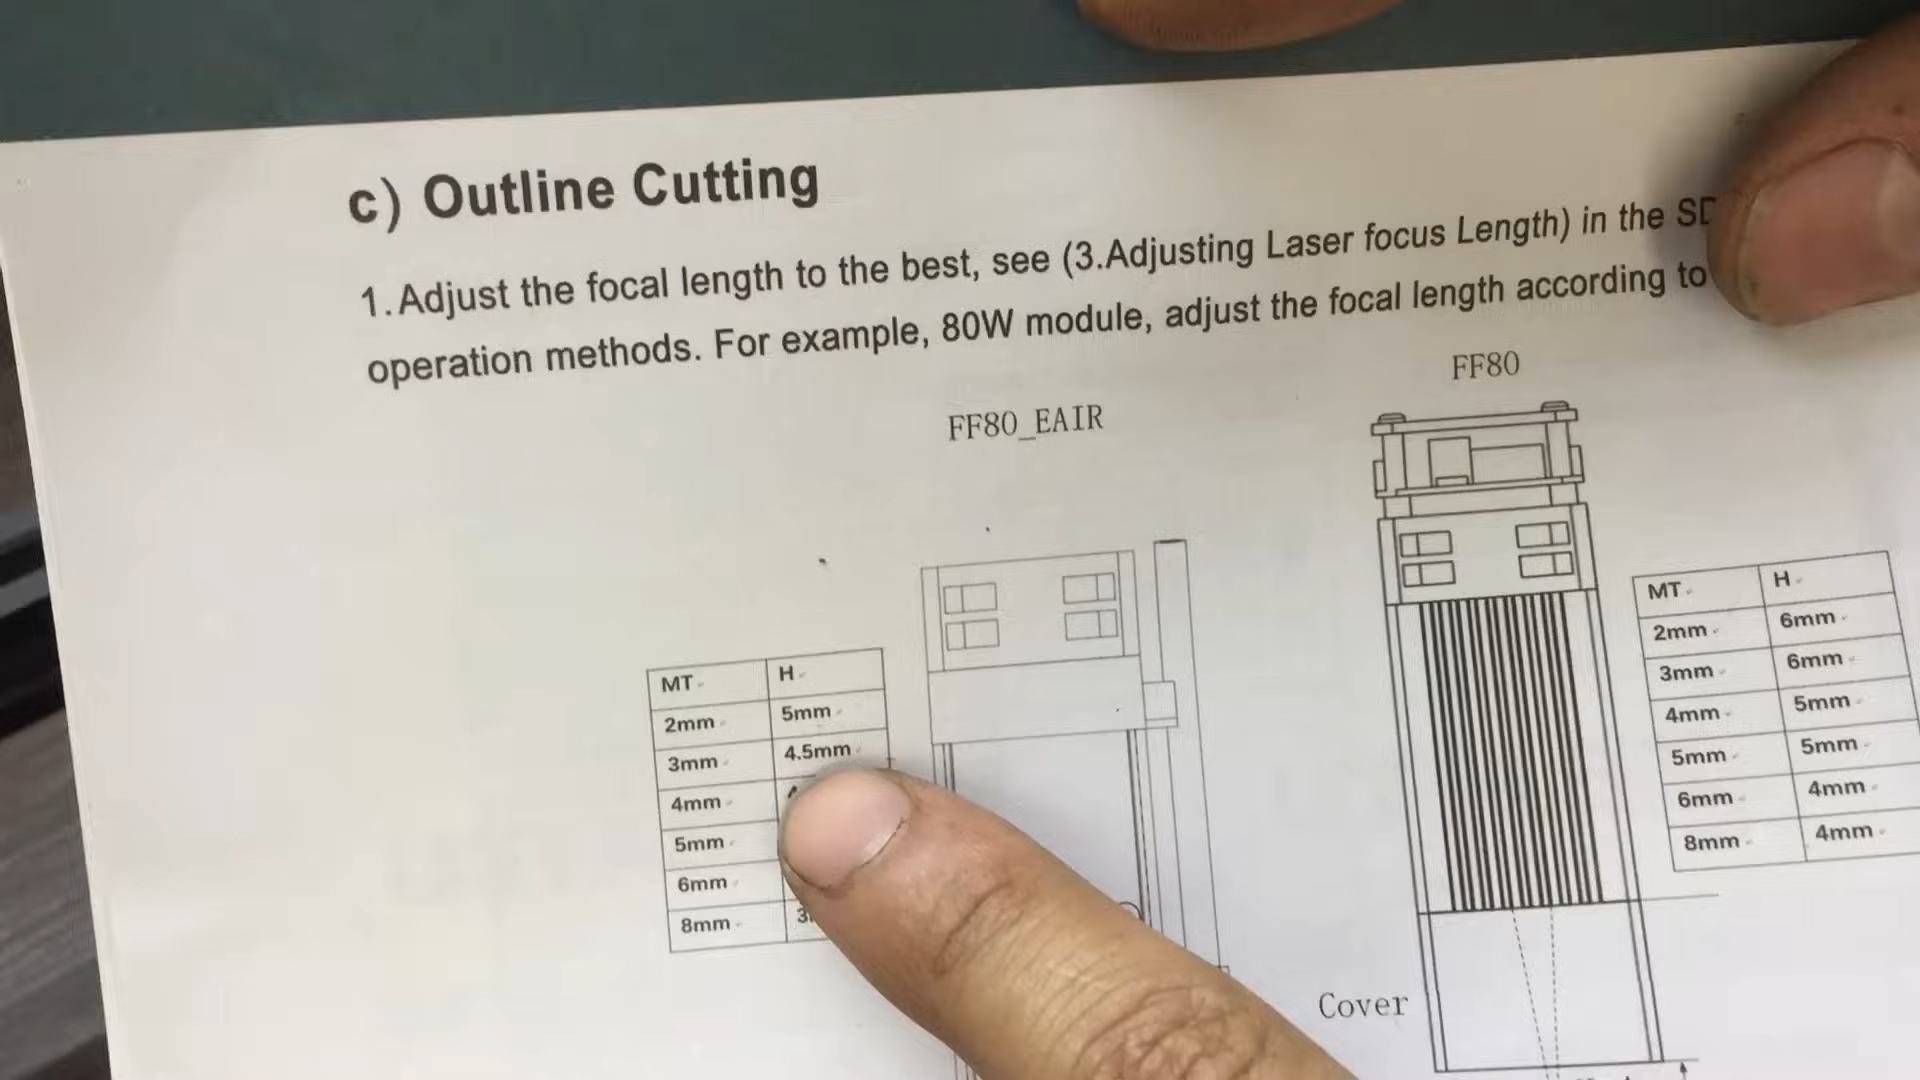 c) Outline Cutting
1.Adjust the focal length to the best, see (3.Adjusting Laser focus Length) in the
operation methods. For example, 80W module, adjust the focal length according to
FF80_EAIR
FF80
MT H
2mm 5mm
3mm 4.5mm
4mm
5mm
6mm
8mm
MT H
2mm 6mm
3mm 6mm
4mm 5mm
5mm 5mm
6mm 4mm
8mm 4mm
Cover